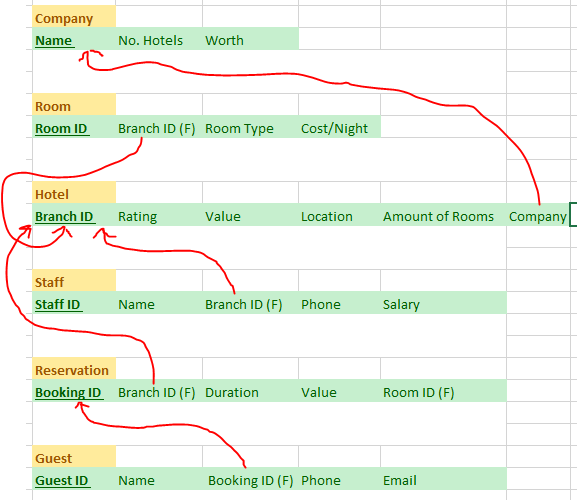 Company
Name No. Hotels Worth
Room
Room ID Branch ID (F) Room Type Cost/Night
Hotel
Branch ID Rating Value Location Amount of Rooms Company
Staff
Staff ID Name Branch ID (F) Phone Salary
Reservation
Booking ID Branch ID (F) Duration Value Room ID (F)
Guest
Guest ID Name Booking ID (F) Phone Email